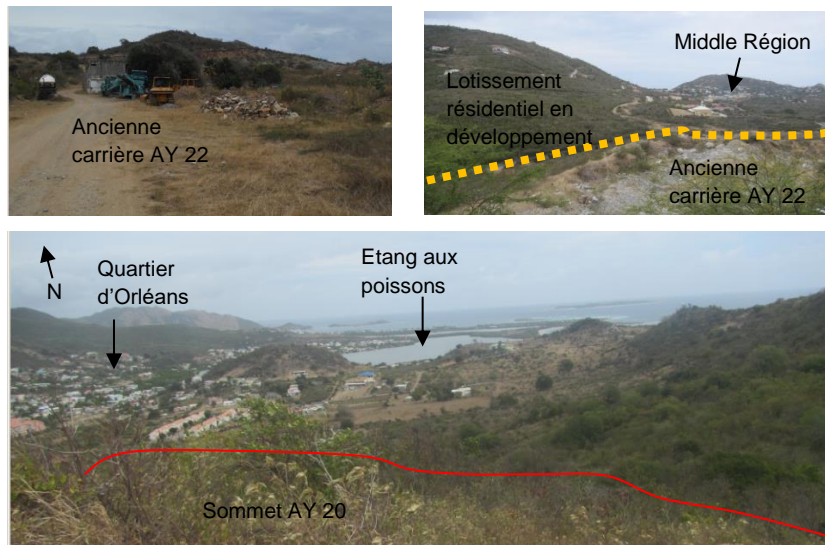 Ancienne
carrière AY 22
Middle Région
Lotissement
résidentiel en
développement
Ancienne
carrière AY 22
N
Quartier
d'Orléans
Etang aux
poissons
Sommet AY 20